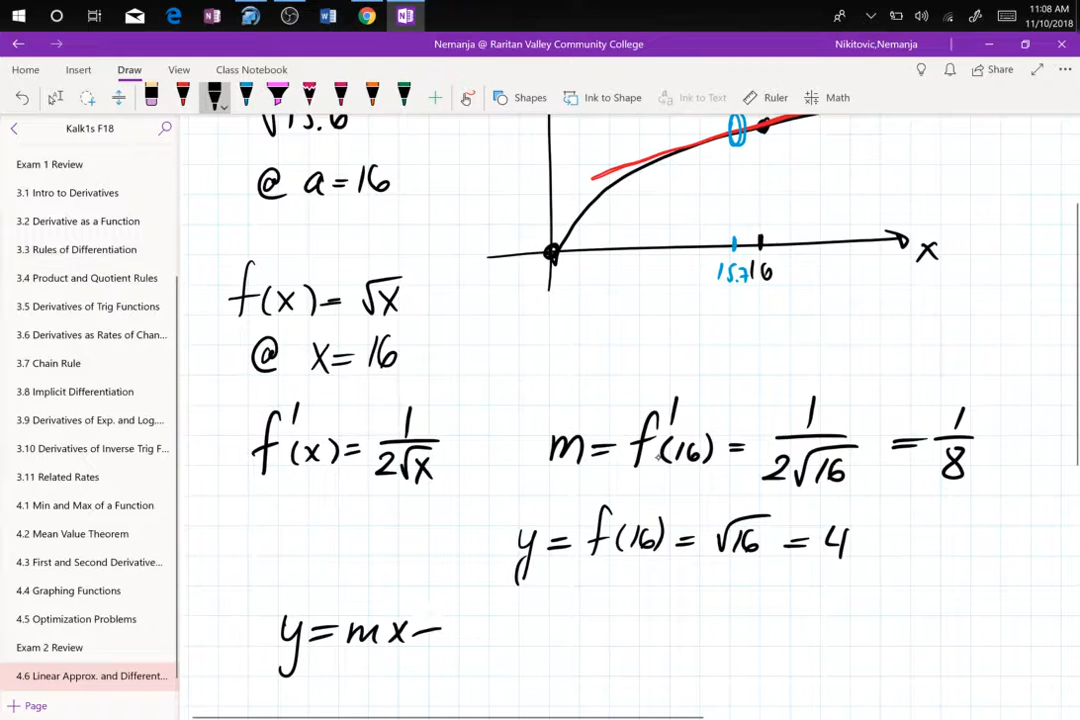 11:08 AM
11/10/2018
Nemanja @ Raritan Valley Community College
Nikitovic,Nemanja
Home Insert Draw View Class Notebook
Share
Shapes Ink to Shape Ink to Text Ruler Math
Kalk1s F18
Exam 1 Review
3.1 Intro to Derivatives
3.2 Derivative as a Function
3.3 Rules of Derivative
3.4 Product and Quotient Rules
3.5 Derivatives of Trig Functions
3.6 Derivatives as Rates of Chan...
3.7 Chain Rule
3.8 Implicit Differentiation
3.9 Derivatives of Exp. and Log....
3.10 Derivatives of Inverse Trig F...
3.11 Related Rates
4.1 Min and Max of a Function
4.2 Mean Value Theorem
4.3 First and Second Derivative...
4.4 Graphing Functions
4.5 Optimization Problems
Exam 2 Review
4.6 Linear Approx. and Different...
+ Page
√15.6
@ a=16
x
15.7 16
f(x)= √x
@ x=16
f'(x)= 1/(2√x)
m= f'(16) = 1/(2√16) = 1/8
y= f(16) = √16 = 4
y=mx-